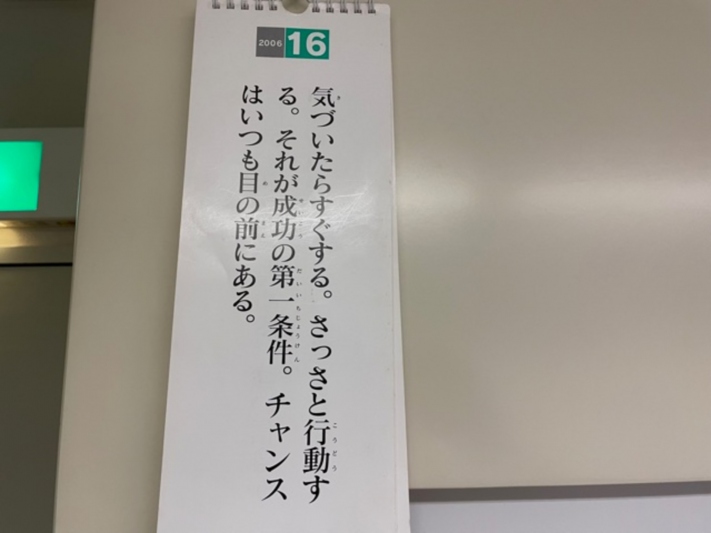 2006 16
気づいたらすぐする。さっさと行動す
る。それが成功の第一条件。チャンス
はいつも目の前にある。